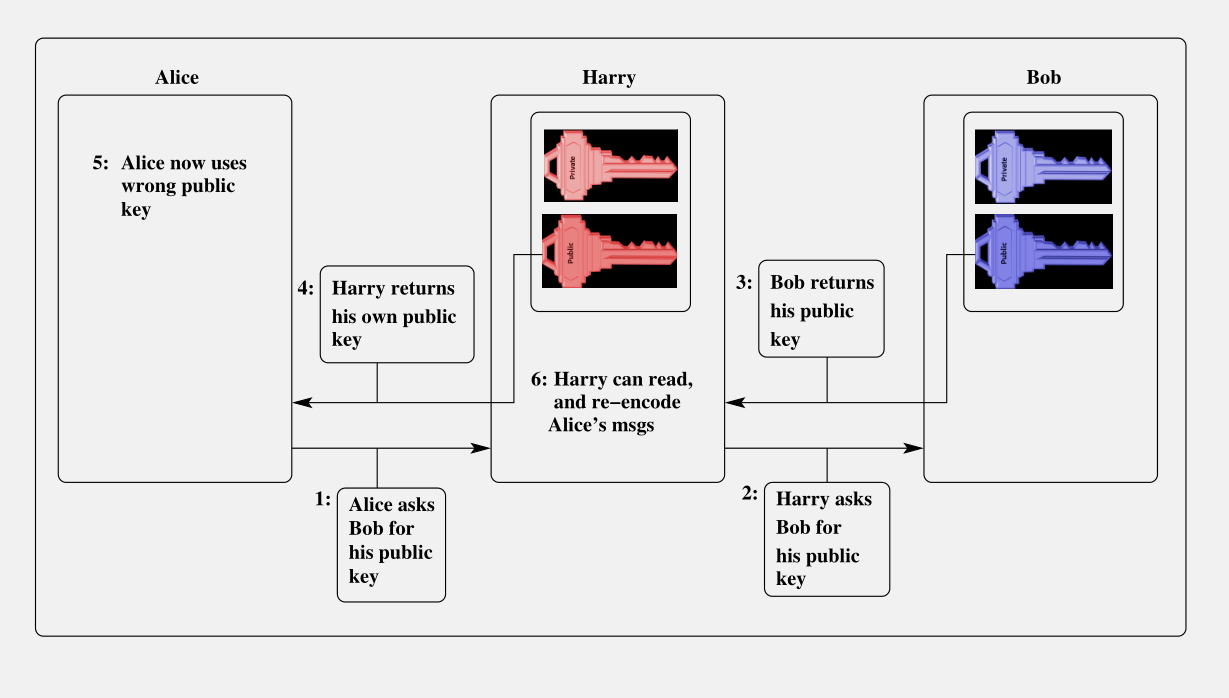 Alice
Harry
Bob
5: Alice now uses
wrong public
key
Private
Public
Private
Public
4: Harry returns
his own public
key
3: Bob returns
his public
key
6: Harry can read,
and re−encode
Alice's msgs
1: Alice asks
Bob for
his public
key
2: Harry asks
Bob for
his public
key